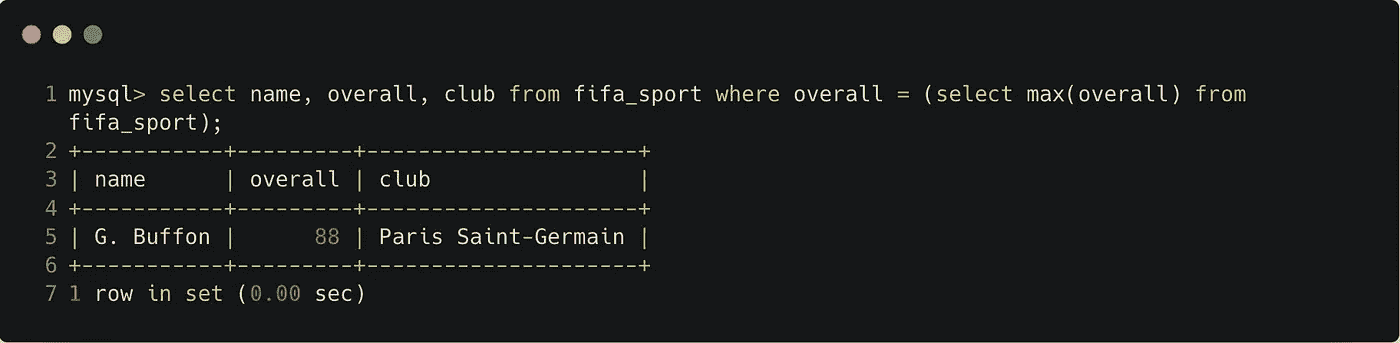 1 mysql> select name, overall, club from fifa_sport where overall = (select max(overall) from
fifa_sport);
2 +-----------+---------+---------------------+
3 | name      | overall | club                |
4 +-----------+---------+---------------------+
5 | G. Buffon |      88 | Paris Saint-Germain |
6 +-----------+---------+---------------------+
7 1 row in set (0.00 sec)